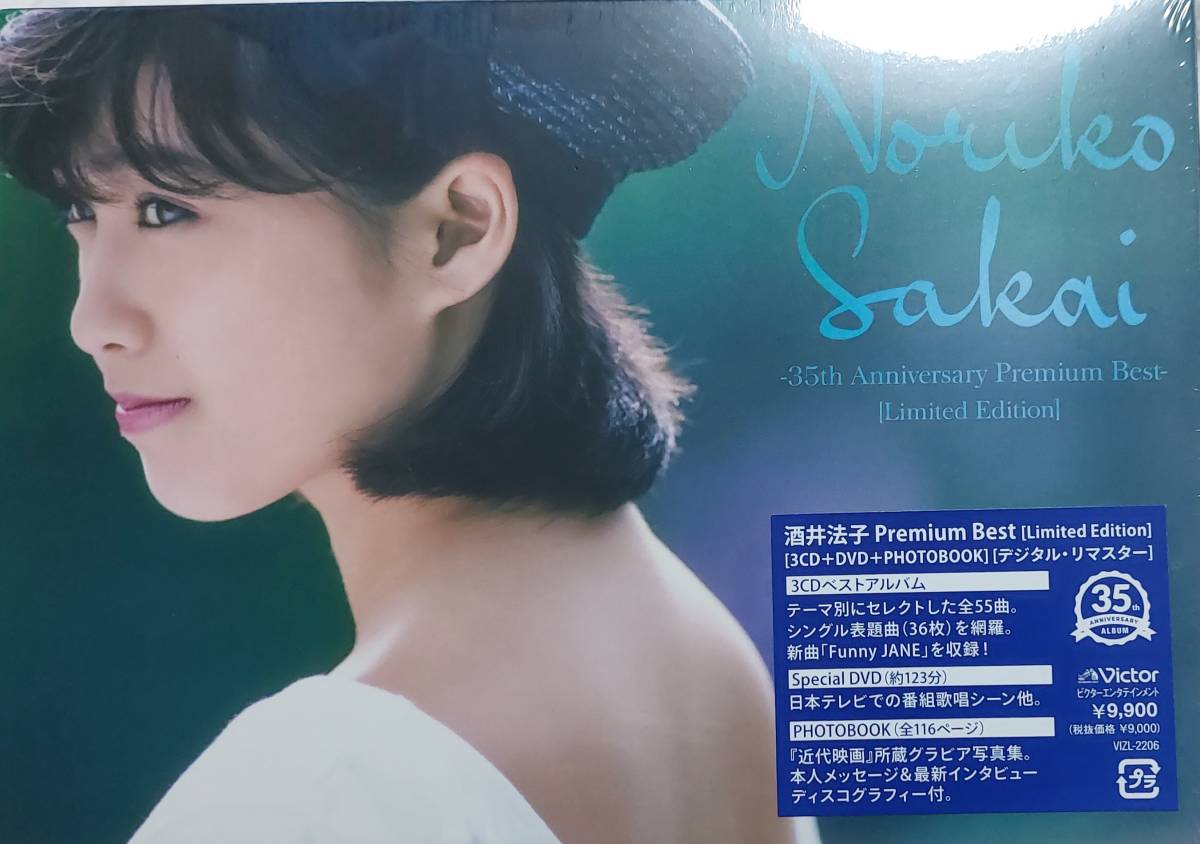 Noriko
Sakai
-35th Anniversary Premium Best-
[Limited Edition]
酒井法子 Premium Best [Limited Edition]
[3CD+DVD+PHOTOBOOK] [デジタル・リマスター]
3CDベストアルバム
テーマ別にセレクトした全55曲。
シングル表題曲（36枚）を網羅。
新曲「Funny JANE」を収録！
Special DVD（約123分）
日本テレビでの番組歌唱シーン他。
PHOTOBOOK（全116ページ）
『近代映画』所蔵グラビア写真集。
本人メッセージ&最新インタビュー
ディスコグラフィー付。
35th
ANNIVERSARY
ALBUM
Victor
ビクターエンタテインメント
¥9,900
（税抜価格 ¥9,000）
VIZL-2206
プラ